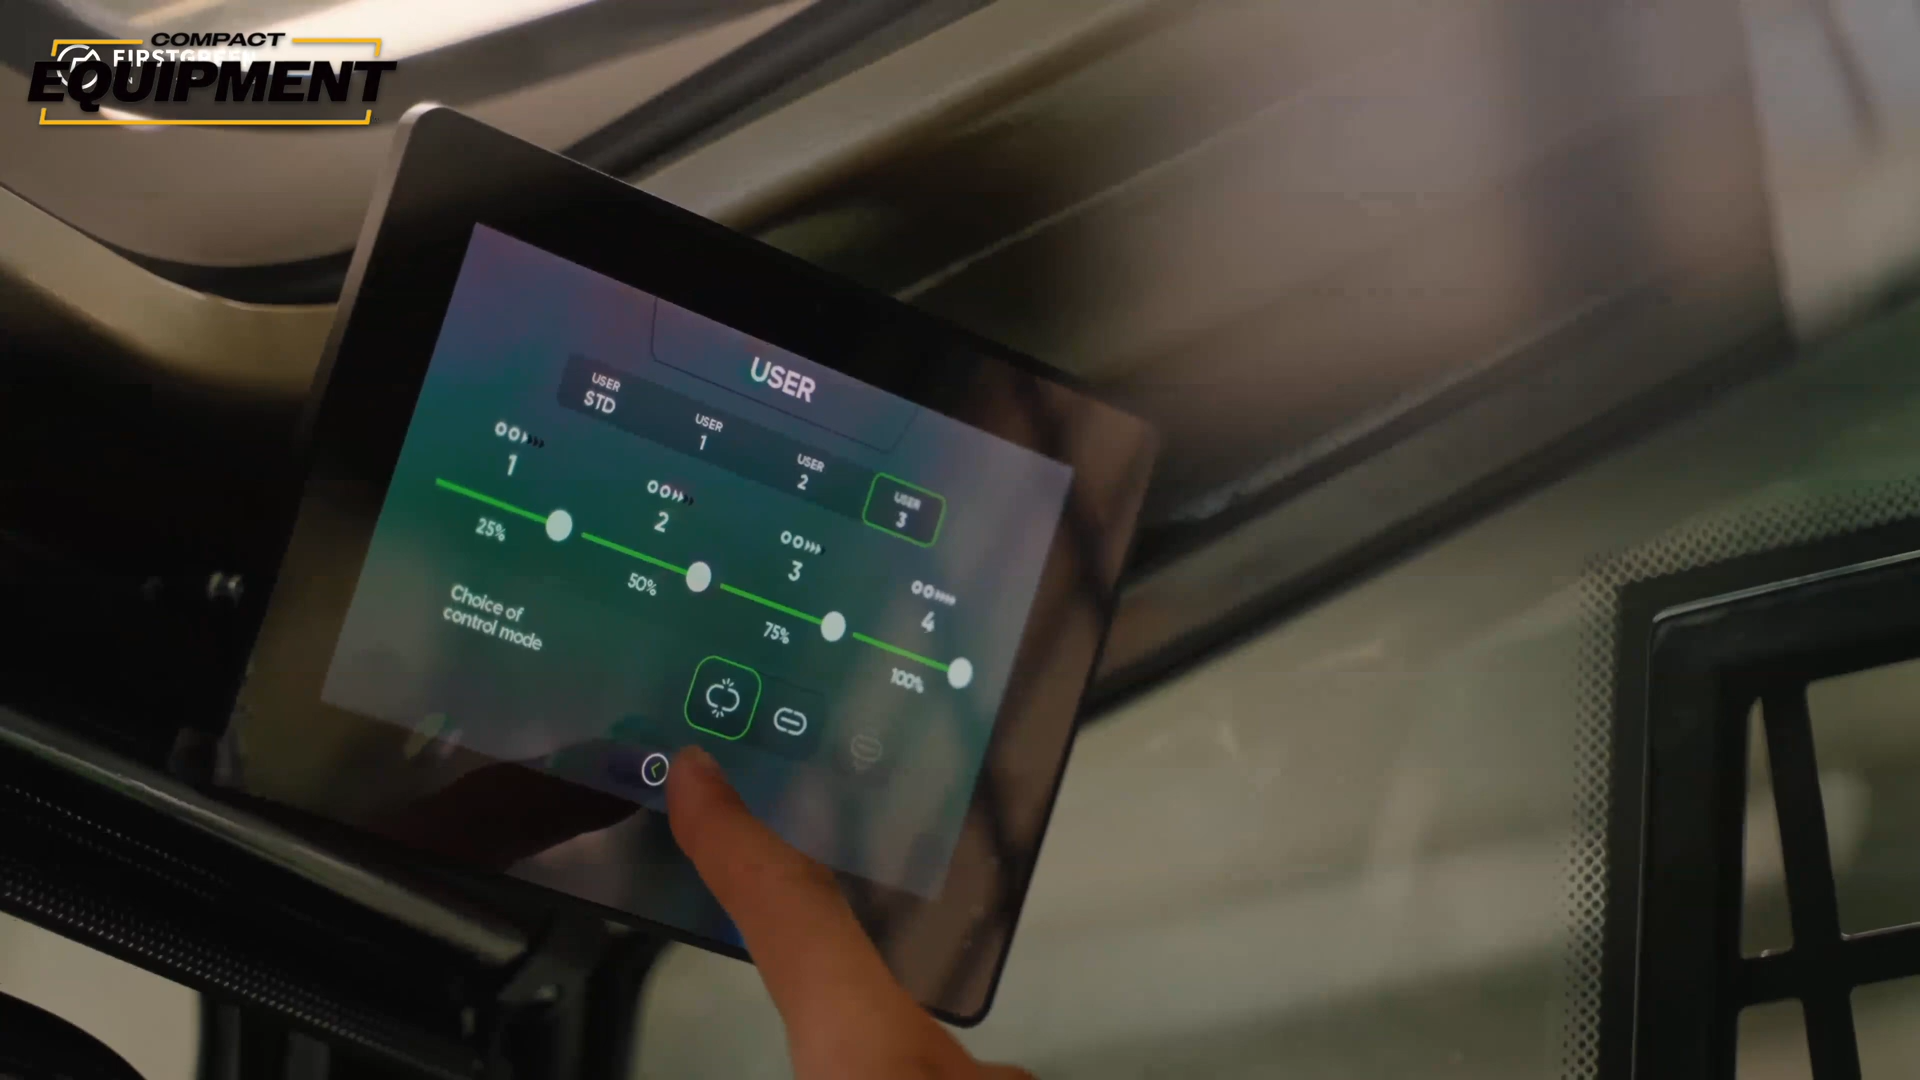 COMPACT
EQUIPMENT
FIRSTGREEN
USER
USER
STD
USER
1
USER
2
USER
3
1
2
3
4
25%
50%
75%
100%
Choice of
control mode